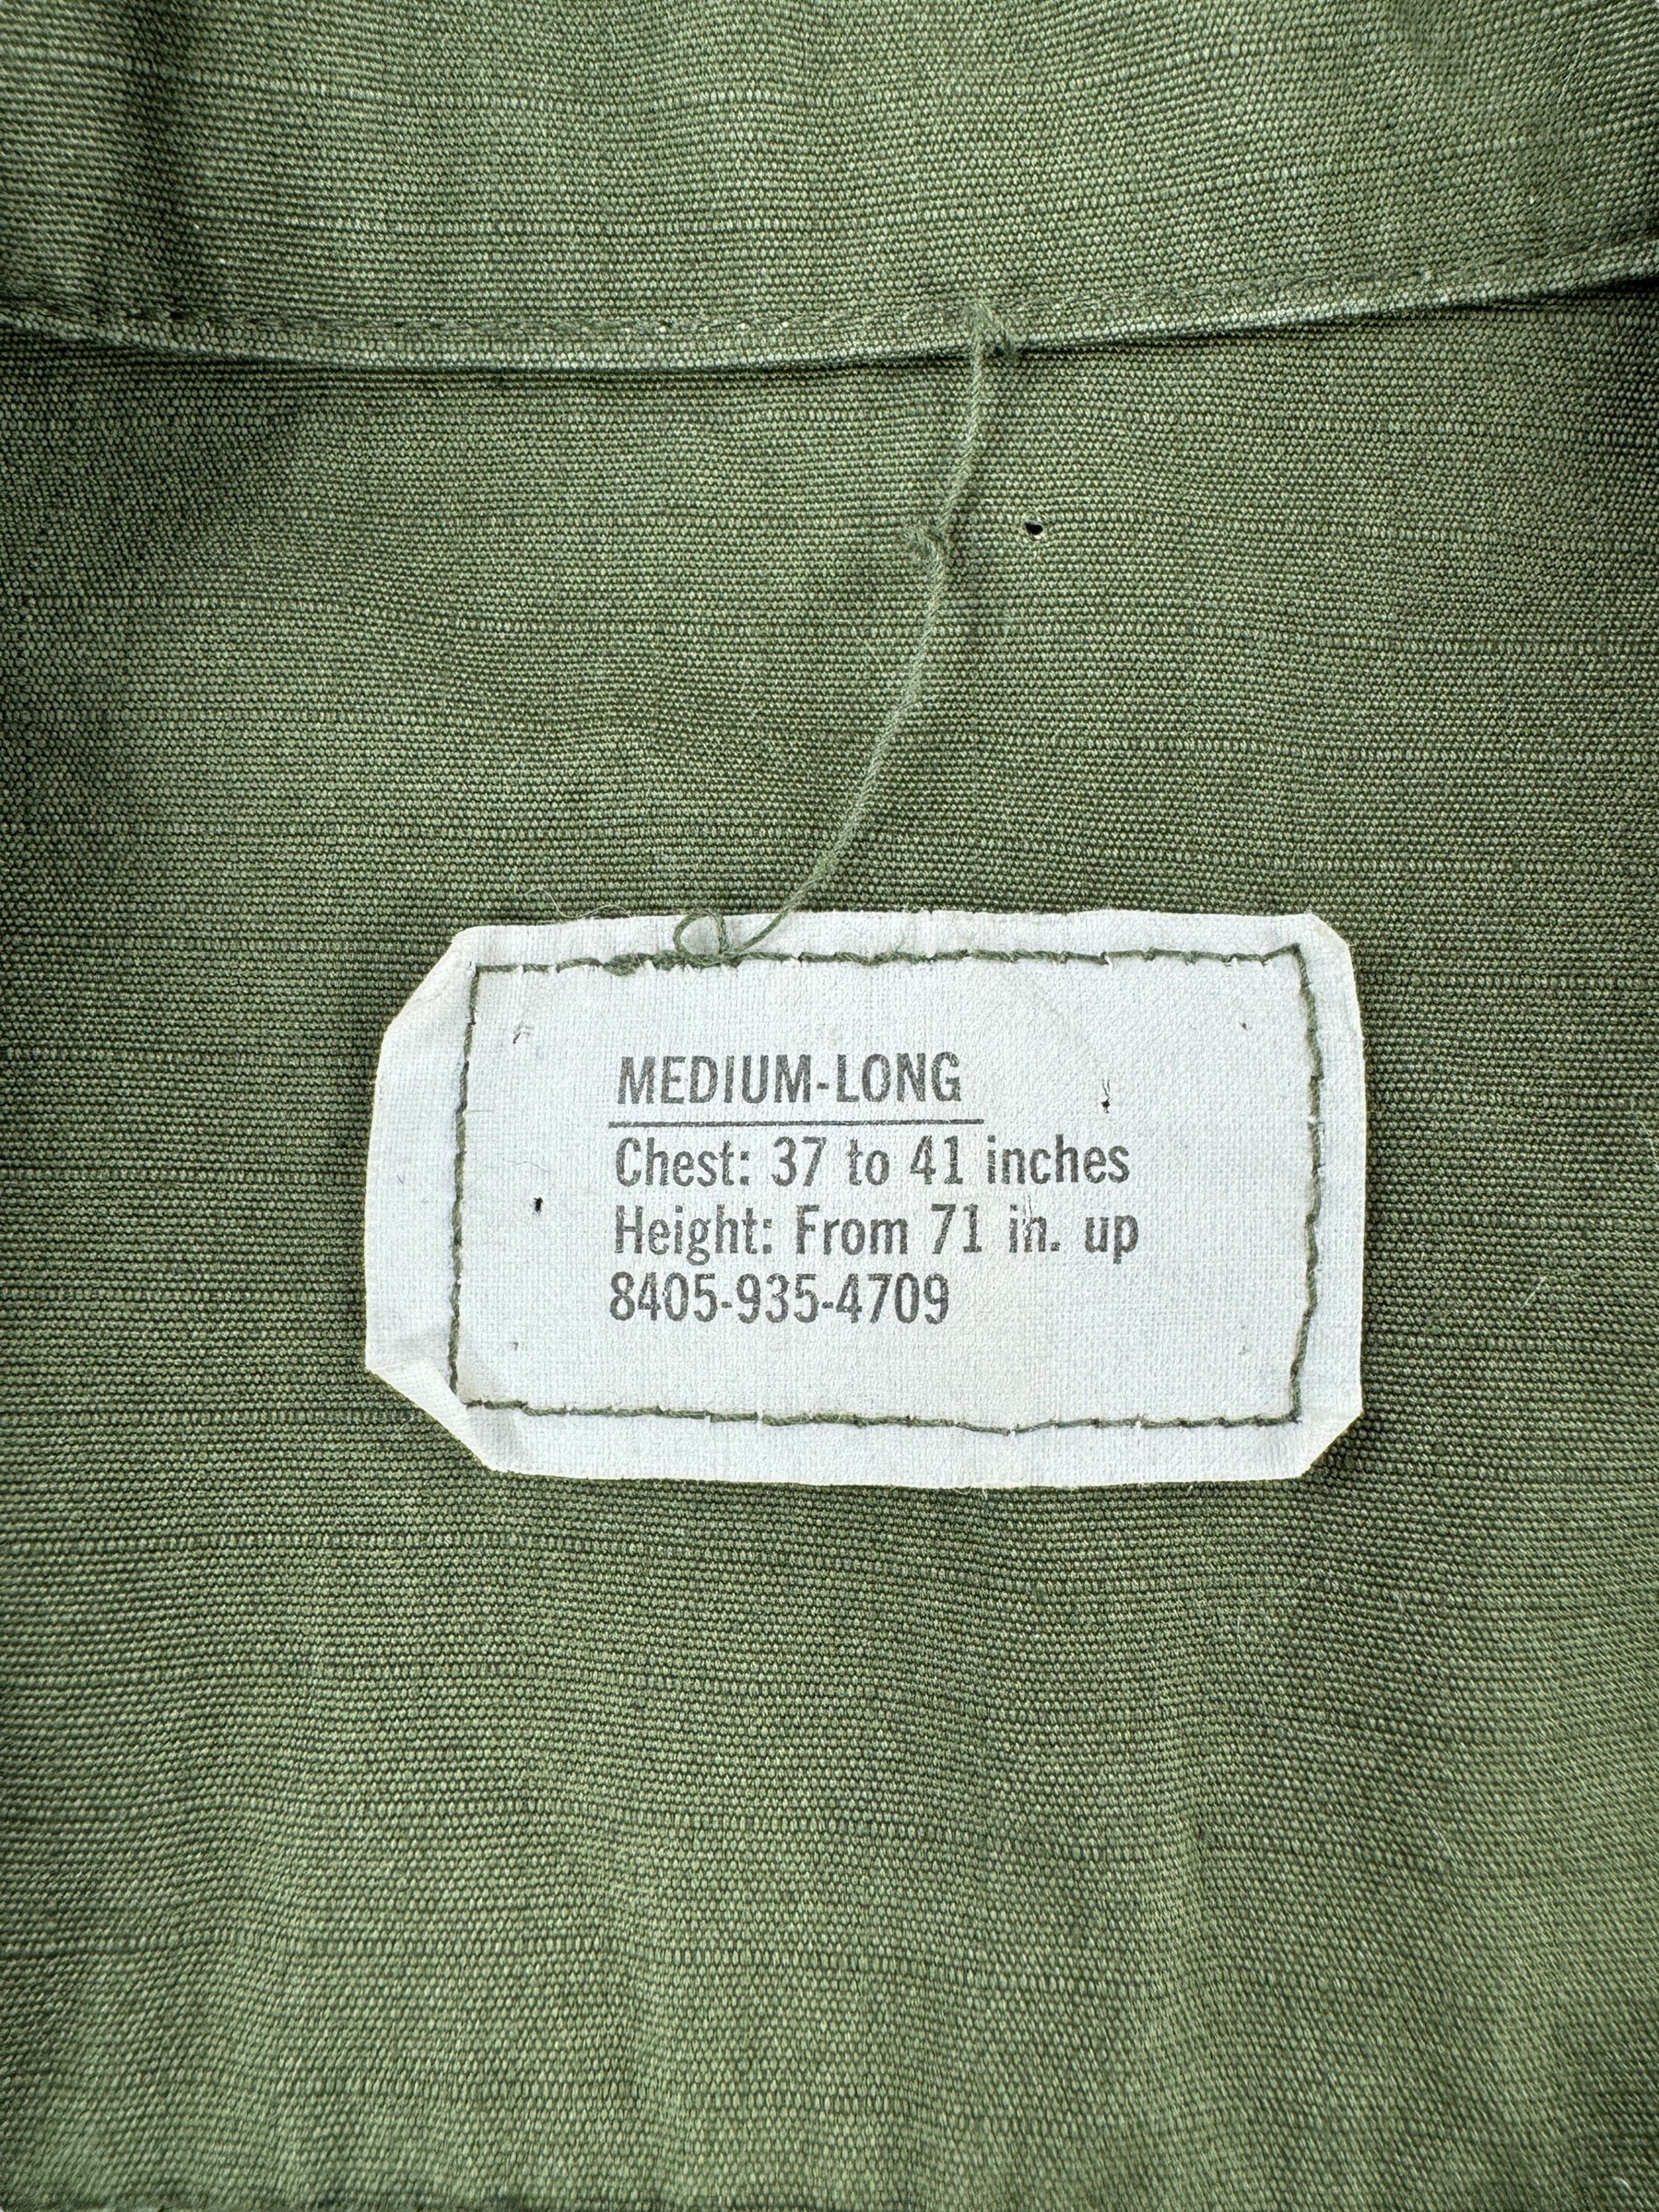 MEDIUM-LONG
Chest: 37 to 41 inches
Height: From 71 in. up
8405-935-4709